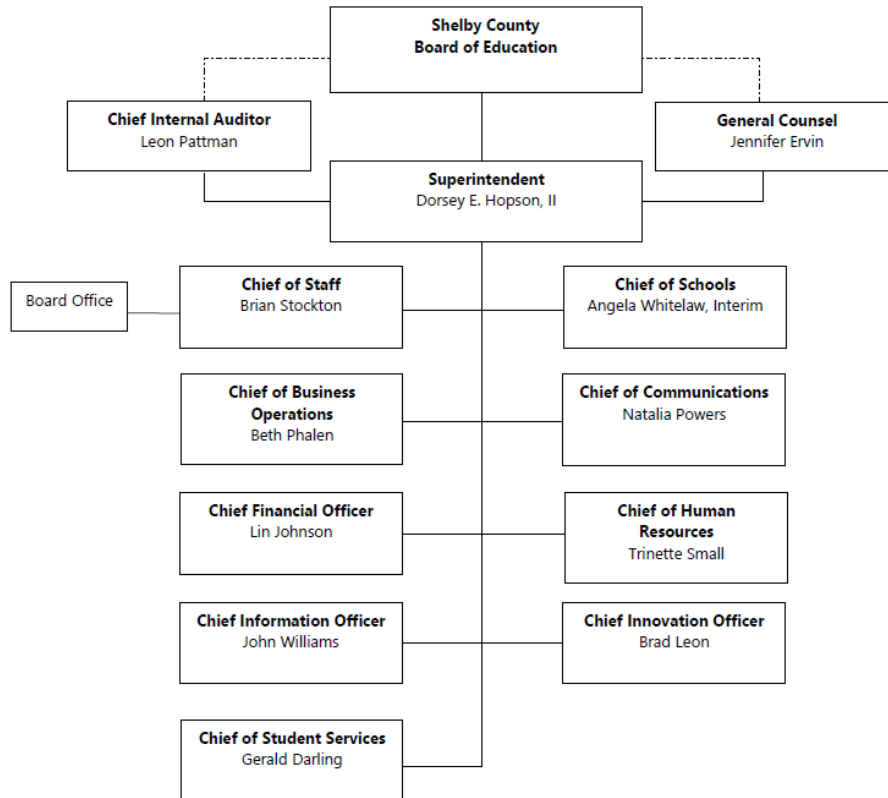 Shelby County
Board of Education
Chief Internal Auditor
Leon Pattman
General Counsel
Jennifer Ervin
Superintendent
Dorsey E. Hopson, II
Board Office
Chief of Staff
Brian Stockton
Chief of Schools
Angela Whitelaw, Interim
Chief of Business
Operations
Beth Phalen
Chief of Communications
Natalia Powers
Chief Financial Officer
Lin Johnson
Chief of Human
Resources
Trinette Small
Chief Information Officer
John Williams
Chief Innovation Officer
Brad Leon
Chief of Student Services
Gerald Darling